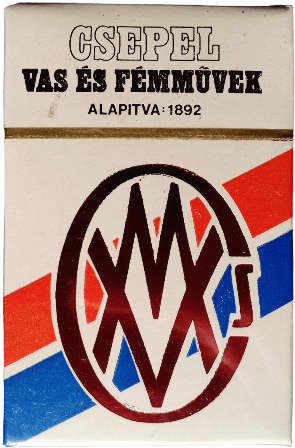 CSEPEL
VAS ÉS FÉMMŰVEK
ALAPITVA: 1892